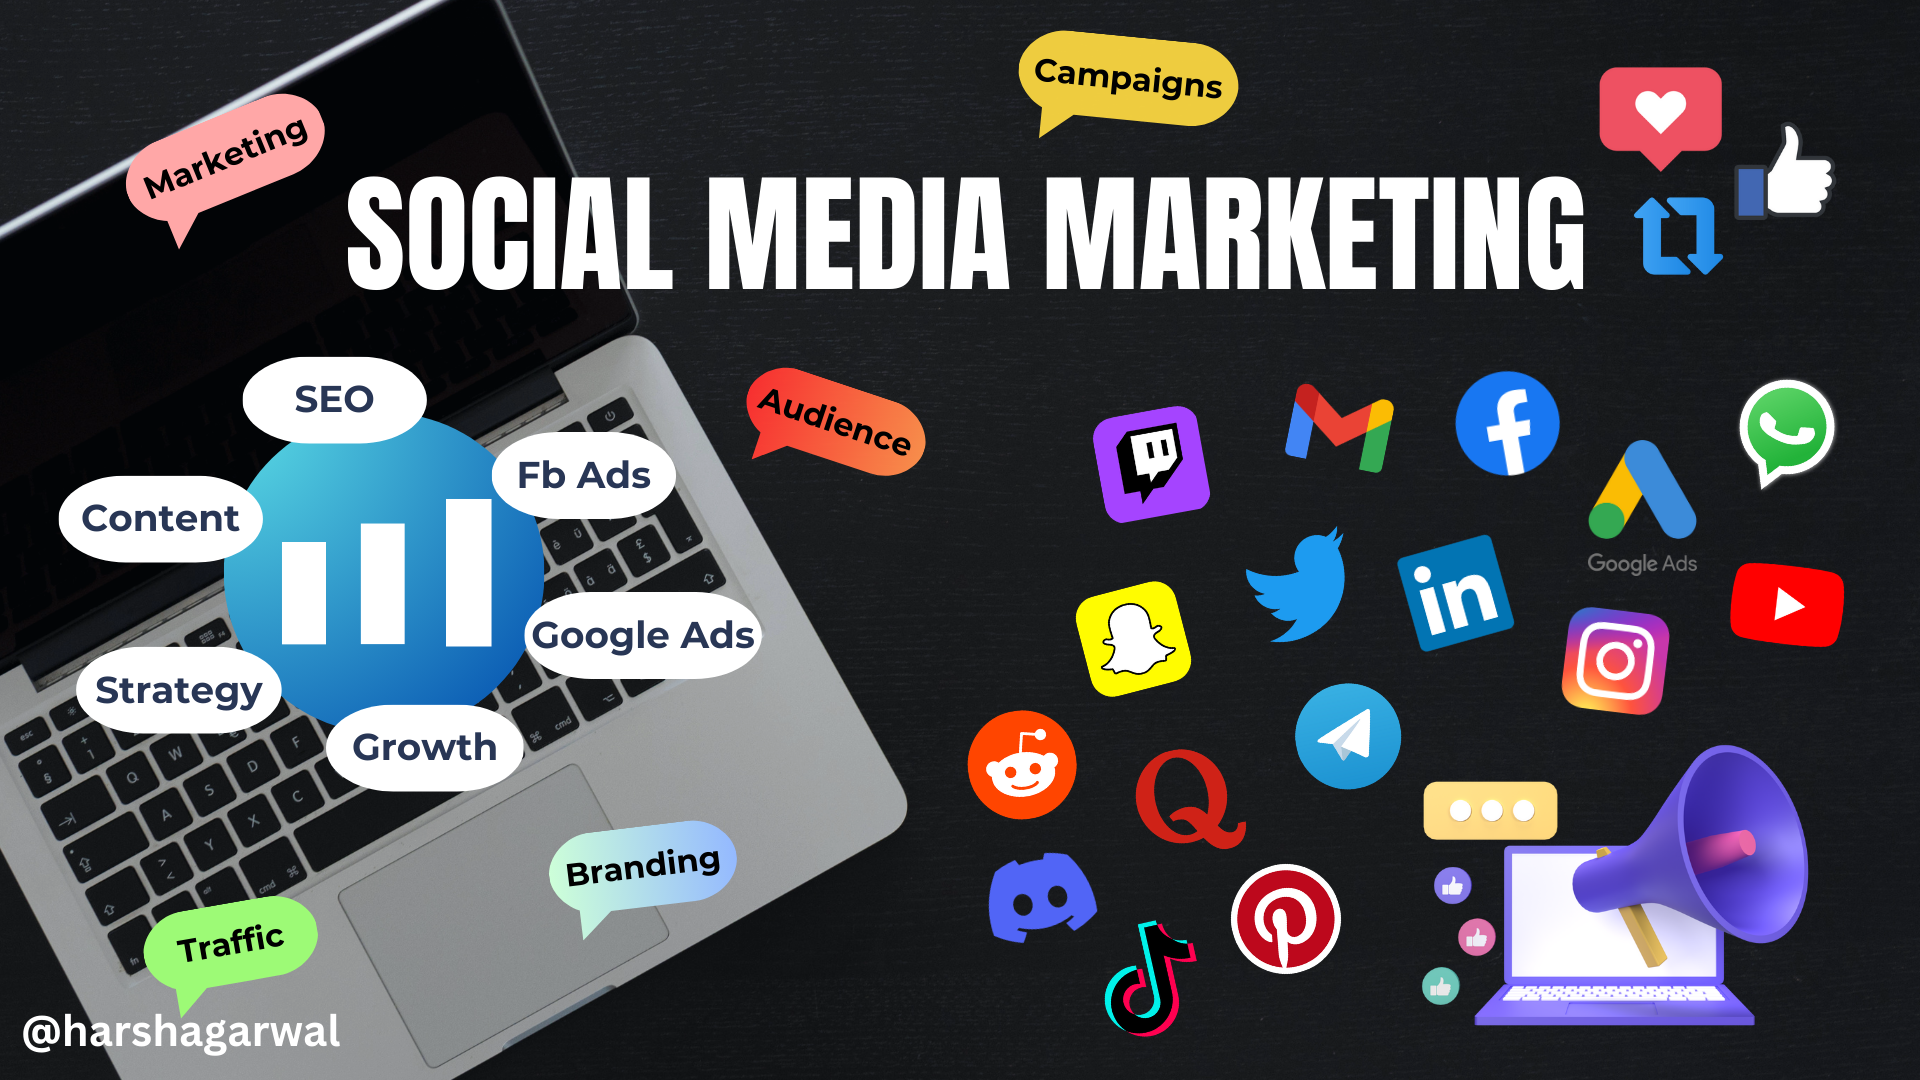 Campaigns
Marketing
SOCIAL MEDIA MARKETING
SEO
Audience
Fb Ads
Content
Google Ads
Google Ads
in
Strategy
Growth
Branding
Traffic
@harshagarwal